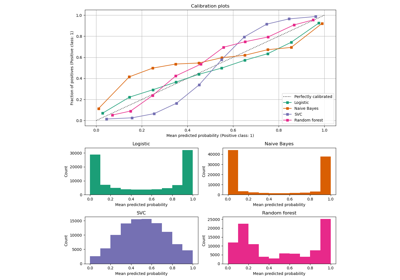 Calibration plots
1.0
0.8
0.6
0.4
0.2
0.0
Fraction of positives (Positive class: 1)
Perfectly calibrated
Logistic
Naive Bayes
SVC
Random forest
0.0 0.2 0.4 0.6 0.8 1.0
Mean predicted probability (Positive class: 1)
Logistic
30000
20000
10000
0
Count
0.0 0.2 0.4 0.6 0.8 1.0
Mean predicted probability
Naive Bayes
40000
20000
0
Count
0.0 0.2 0.4 0.6 0.8 1.0
Mean predicted probability
SVC
15000
10000
5000
0
Count
0.0 0.2 0.4 0.6 0.8 1.0
Mean predicted probability
Random forest
20000
10000
0
Count
0.0 0.2 0.4 0.6 0.8 1.0
Mean predicted probability